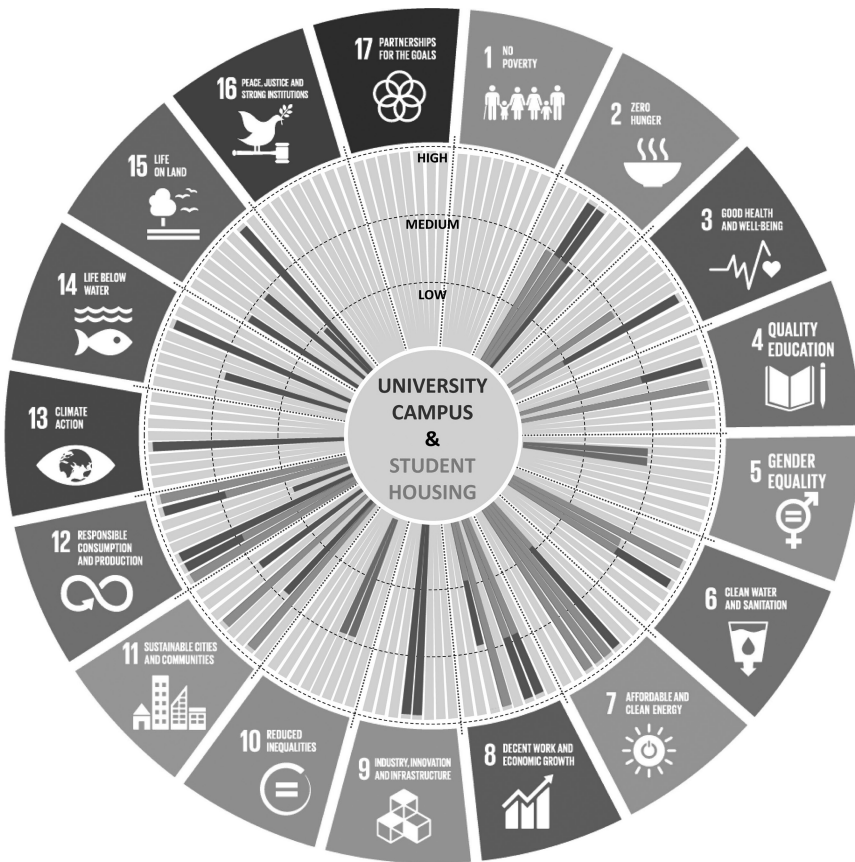 17 PARTNERSHIPS
FOR THE GOALS
1 NO
POVERTY
2 ZERO
HUNGER
3 GOOD HEALTH
AND WELL-BEING
4 QUALITY
EDUCATION
5 GENDER
EQUALITY
6 CLEAN WATER
AND SANITATION
7 AFFORDABLE AND
CLEAN ENERGY
8 DECENT WORK AND
ECONOMIC GROWTH
9 INDUSTRY, INNOVATION
AND INFRASTRUCTURE
10 REDUCED
INEQUALITIES
11 SUSTAINABLE CITIES
AND COMMUNITIES
12 RESPONSIBLE
CONSUMPTION
AND PRODUCTION
13 CLIMATE
ACTION
14 LIFE BELOW
WATER
15 LIFE
ON LAND
16 PEACE, JUSTICE AND
STRONG INSTITUTIONS
HIGH
MEDIUM
LOW
UNIVERSITY
CAMPUS
&
STUDENT
HOUSING